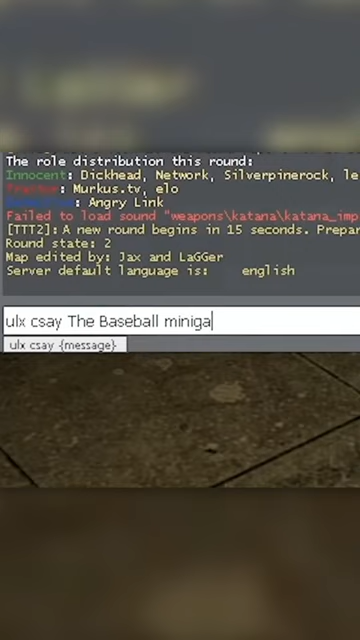 The role distribution this round:
Innocent: Dickhead, Network, Silverpinerock, le
Traitor: Murkus.tv, elo
: Angry Link
Failed to load sound "weapons\katana\katana_imp
[TTT2]: A new round begins in 15 seconds. Prepar
Round state: 2
Map edited by: Jax and LaGGer
Server default language is: english
ulx csay The Baseball miniga
ulx csay {message}